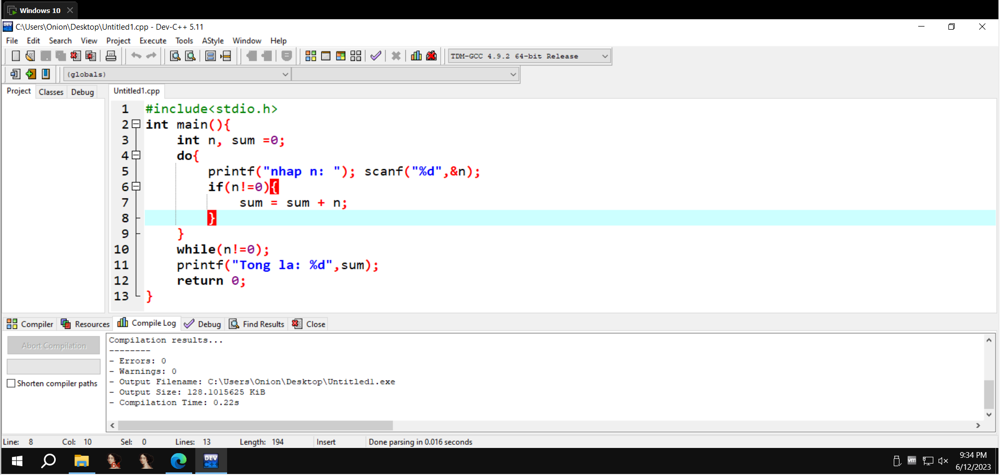 Windows 10
C:\Users\Onion\Desktop\Untitled1.cpp - Dev-C++ 5.11
File Edit Search View Project Execute Tools AStyle Window Help
TDM-GCC 4.9.2 64-bit Release
(globals)
Project Classes Debug
Untitled1.cpp
1 #include<stdio.h>
2 int main(){
3 int n, sum =0;
4 do{
5 printf("nhap n: "); scanf("%d",&n);
6 if(n!=0){
7 sum = sum + n;
8 }
9 }
10 while(n!=0);
11 printf("Tong la: %d",sum);
12 return 0;
13 }
Compiler Resources Compile Log Debug Find Results Close
Abort Compilation
Shorten compiler paths
Compilation results...
--------
- Errors: 0
- Warnings: 0
- Output Filename: C:\Users\Onion\Desktop\Untitled1.exe
- Output Size: 128.1015625 KiB
- Compilation Time: 0.22s
Line: 8 Col: 10 Sel: 0 Lines: 13 Length: 194 Insert Done parsing in 0.016 seconds
64
DEV
C++
vm
9:34 PM
6/12/2023